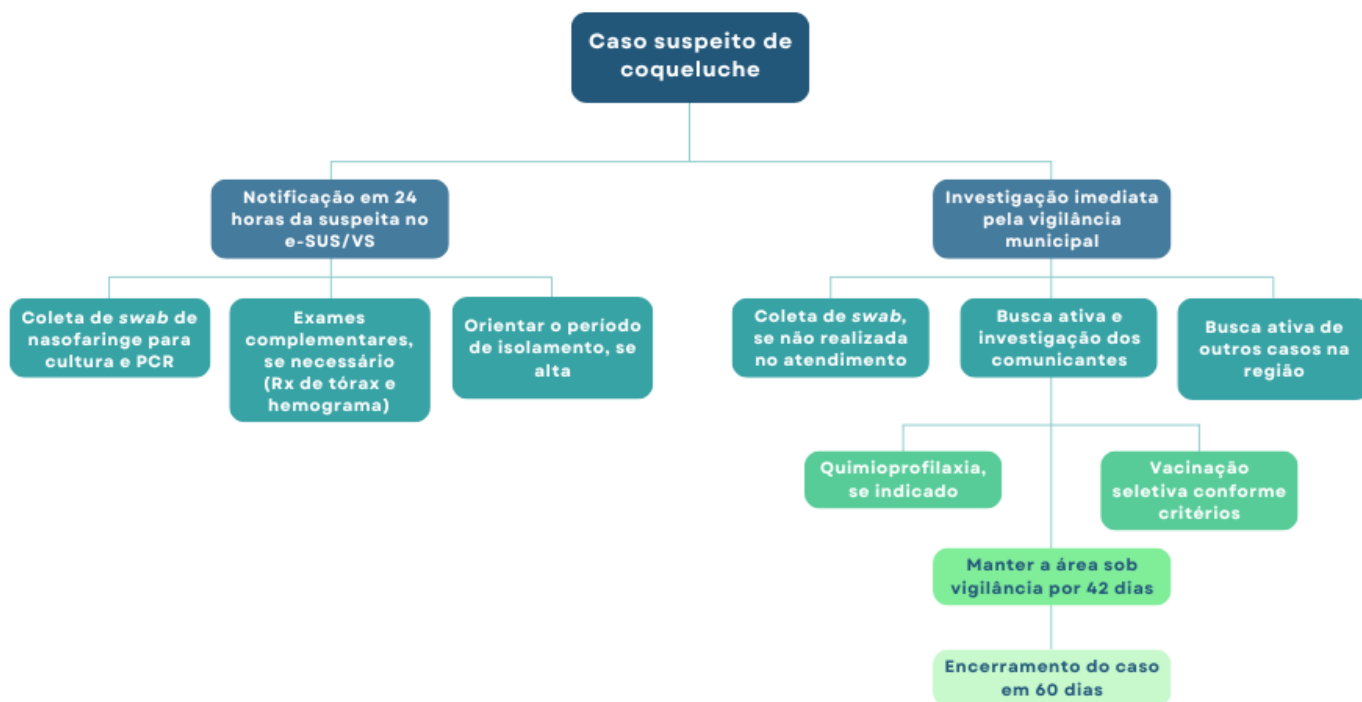 Caso suspeito de
coqueluche
Notificação em 24
horas da suspeita no
e-SUS/VS
Investigação imediata
pela vigilância
municipal
Coleta de swab de
nasofaringe para
cultura e PCR
Exames
complementares,
se necessário
(Rx de tórax e
hemograma)
Orientar o período
de isolamento, se
alta
Coleta de swab,
se não realizada
no atendimento
Busca ativa e
investigação dos
comunicantes
Busca ativa de
outros casos na
região
Quimioprofilaxia,
se indicado
Vacinação
seletiva conforme
critérios
Manter a área sob
vigilância por 42 dias
Encerramento do caso
em 60 dias